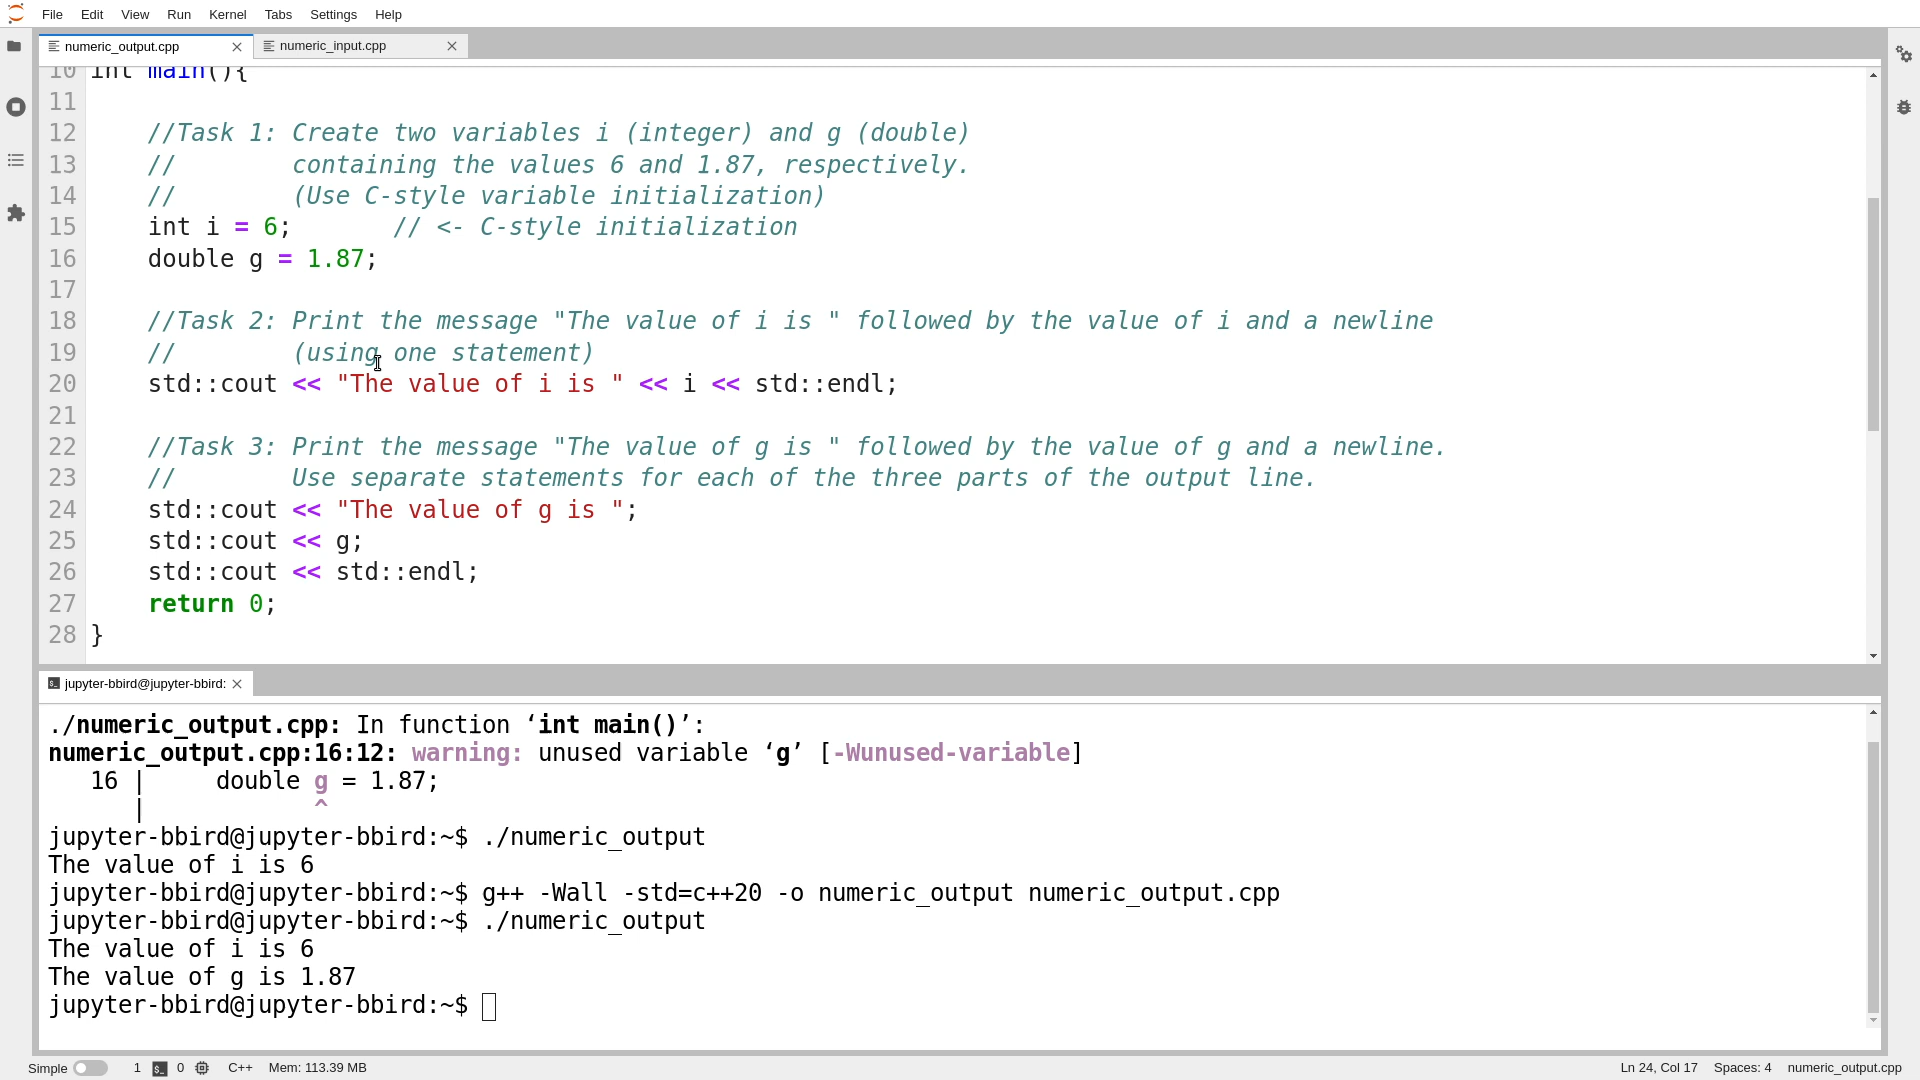 File Edit View Run Kernel Tabs Settings Help
numeric_output.cpp numeric_input.cpp
10 int main(){
11
12     //Task 1: Create two variables i (integer) and g (double)
13     //        containing the values 6 and 1.87, respectively.
14     //        (Use C-style variable initialization)
15     int i = 6;       // <- C-style initialization
16     double g = 1.87;
17
18     //Task 2: Print the message "The value of i is " followed by the value of i and a newline
19     //        (using one statement)
20     std::cout << "The value of i is " << i << std::endl;
21
22     //Task 3: Print the message "The value of g is " followed by the value of g and a newline.
23     //        Use separate statements for each of the three parts of the output line.
24     std::cout << "The value of g is ";
25     std::cout << g;
26     std::cout << std::endl;
27     return 0;
28 }
jupyter-bbird@jupyter-bbird:
./numeric_output.cpp: In function ‘int main()’:
numeric_output.cpp:16:12: warning: unused variable ‘g’ [-Wunused-variable]
   16 |     double g = 1.87;
      |            ^
jupyter-bbird@jupyter-bbird:~$ ./numeric_output
The value of i is 6
jupyter-bbird@jupyter-bbird:~$ g++ -Wall -std=c++20 -o numeric_output numeric_output.cpp
jupyter-bbird@jupyter-bbird:~$ ./numeric_output
The value of i is 6
The value of g is 1.87
jupyter-bbird@jupyter-bbird:~$
Simple 1 0 C++ Mem: 113.39 MB Ln 24, Col 17 Spaces: 4 numeric_output.cpp